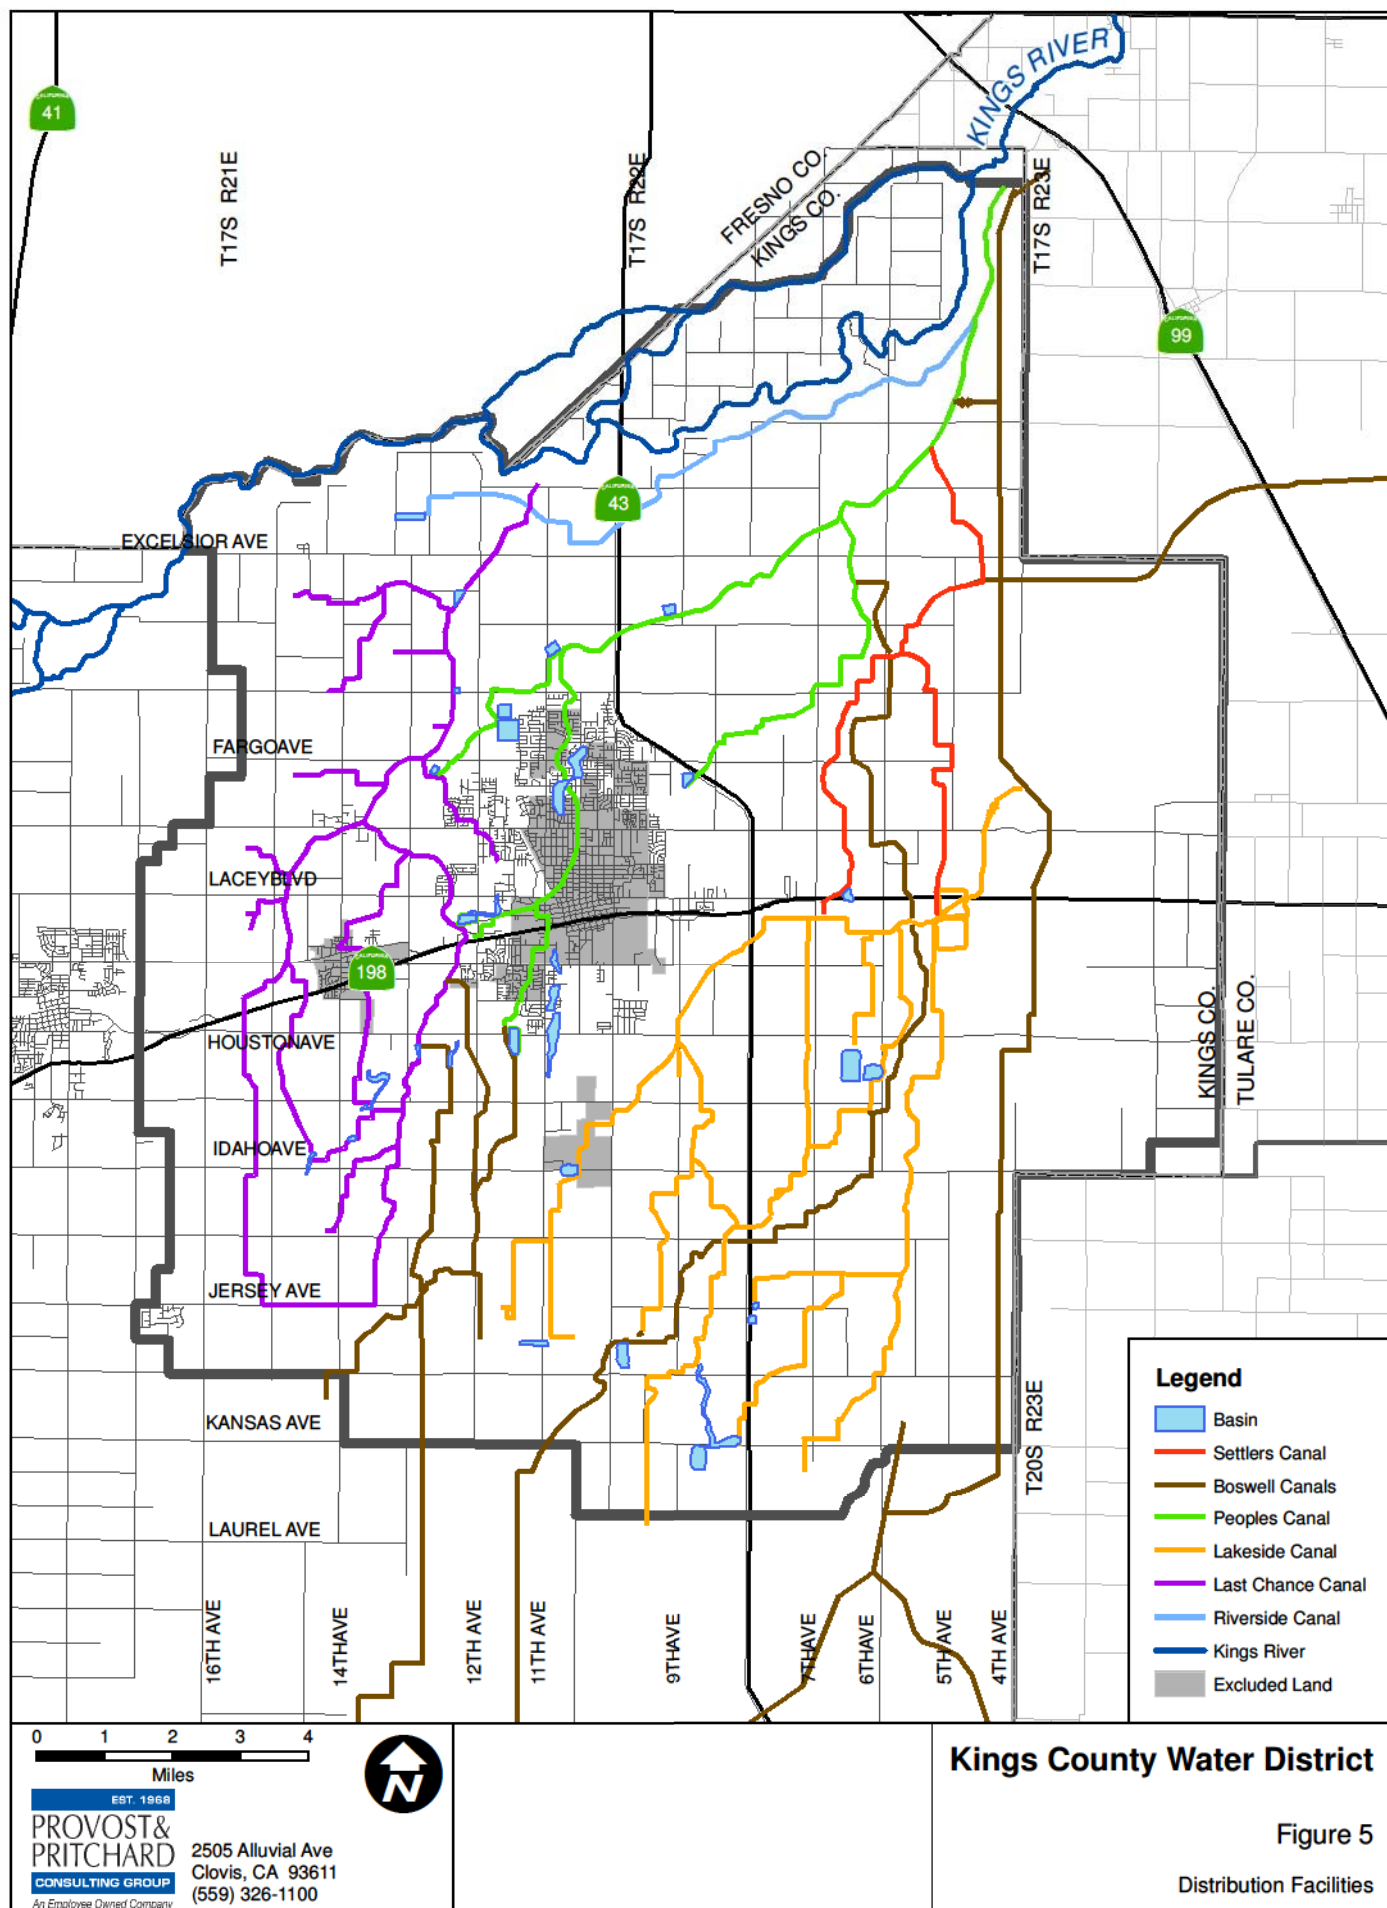 KINGS RIVER
41
T17S R21E
T17S R22E
FRESNO CO.
KINGS CO.
T17S R23E
99
43
EXCELSIOR AVE
FARGOAVE
LACEYBLVD
198
HOUSTONAVE
KINGS CO.
TULARE CO.
IDAHOAVE
JERSEY AVE
KANSAS AVE
T20S R23E
LAUREL AVE
16TH AVE
14THAVE
12TH AVE
11TH AVE
9THAVE
7THAVE
6THAVE
5TH AVE
4TH AVE
Legend
Basin
Settlers Canal
Boswell Canals
Peoples Canal
Lakeside Canal
Last Chance Canal
Riverside Canal
Kings River
Excluded Land
0 1 2 3 4
Miles
N
EST. 1968
PROVOST&
PRITCHARD
CONSULTING GROUP
An Employee Owned Company
2505 Alluvial Ave
Clovis, CA 93611
(559) 326-1100
Kings County Water District
Figure 5
Distribution Facilities